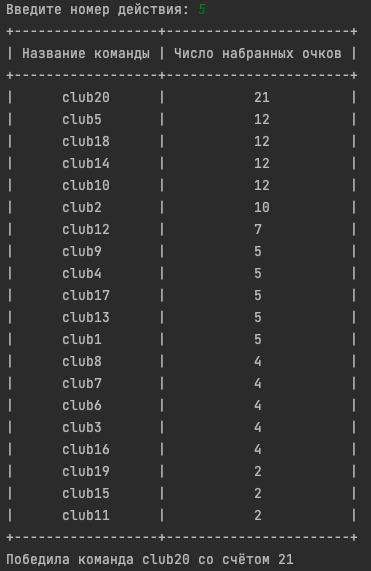 Введите номер действия: 5
+------------------+-----------------------+
| Название команды | Число набранных очков |
+------------------+-----------------------+
|      club20      |           21          |
|      club5       |           12          |
|      club18      |           12          |
|      club14      |           12          |
|      club10      |           12          |
|      club2       |           10          |
|      club12      |           7           |
|      club9       |           5           |
|      club4       |           5           |
|      club17      |           5           |
|      club13      |           5           |
|      club1       |           5           |
|      club8       |           4           |
|      club7       |           4           |
|      club6       |           4           |
|      club3       |           4           |
|      club16      |           4           |
|      club19      |           2           |
|      club15      |           2           |
|      club11      |           2           |
+------------------+-----------------------+
Победила команда club20 со счётом 21